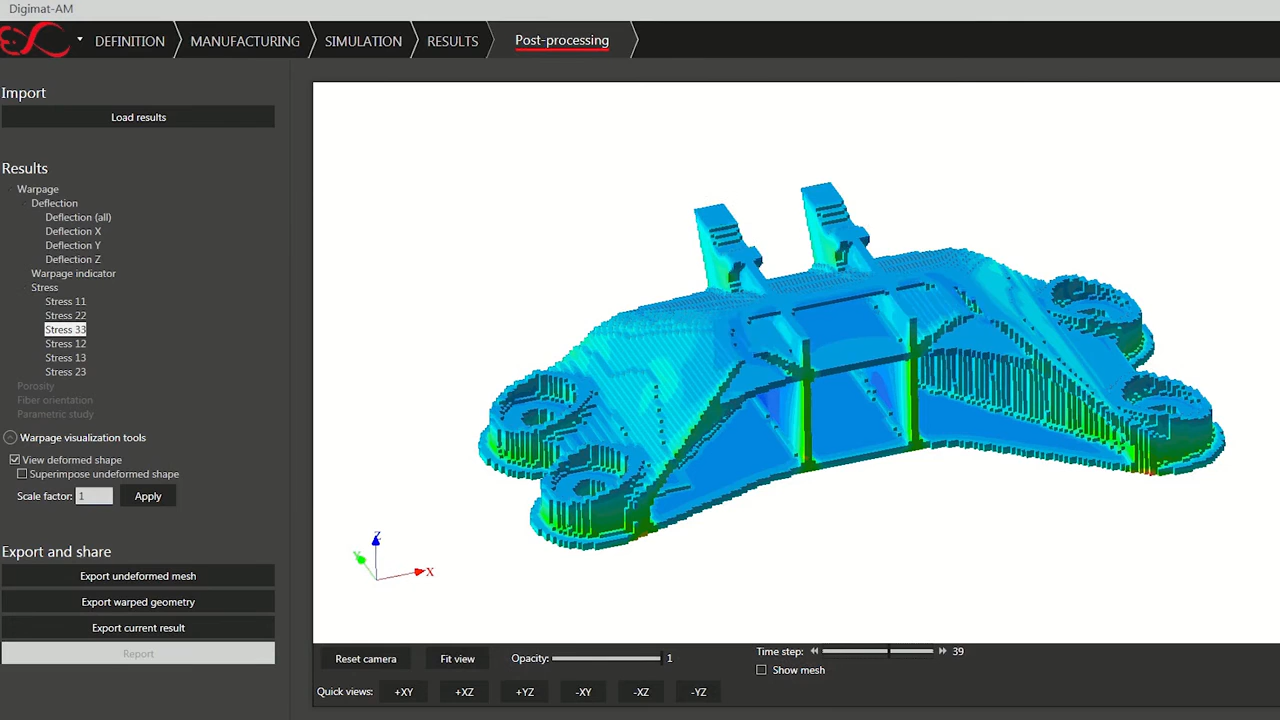 Digimat-AM
DEFINITION MANUFACTURING SIMULATION RESULTS Post-processing
Import
Load results
Results
Warpage
Deflection
Deflection (all)
Deflection X
Deflection Y
Deflection Z
Warpage indicator
Stress
Stress 11
Stress 22
Stress 33
Stress 12
Stress 13
Stress 23
Porosity
Fiber orientation
Parametric study
Warpage visualization tools
View deformed shape
Superimpose undeformed shape
Scale factor: 1 Apply
Export and share
Export undeformed mesh
Export warped geometry
Export current result
Report
Z
Y
X
Reset camera Fit view Opacity: 1 Time step: 39
Show mesh
Quick views: +XY +XZ +YZ -XY -XZ -YZ